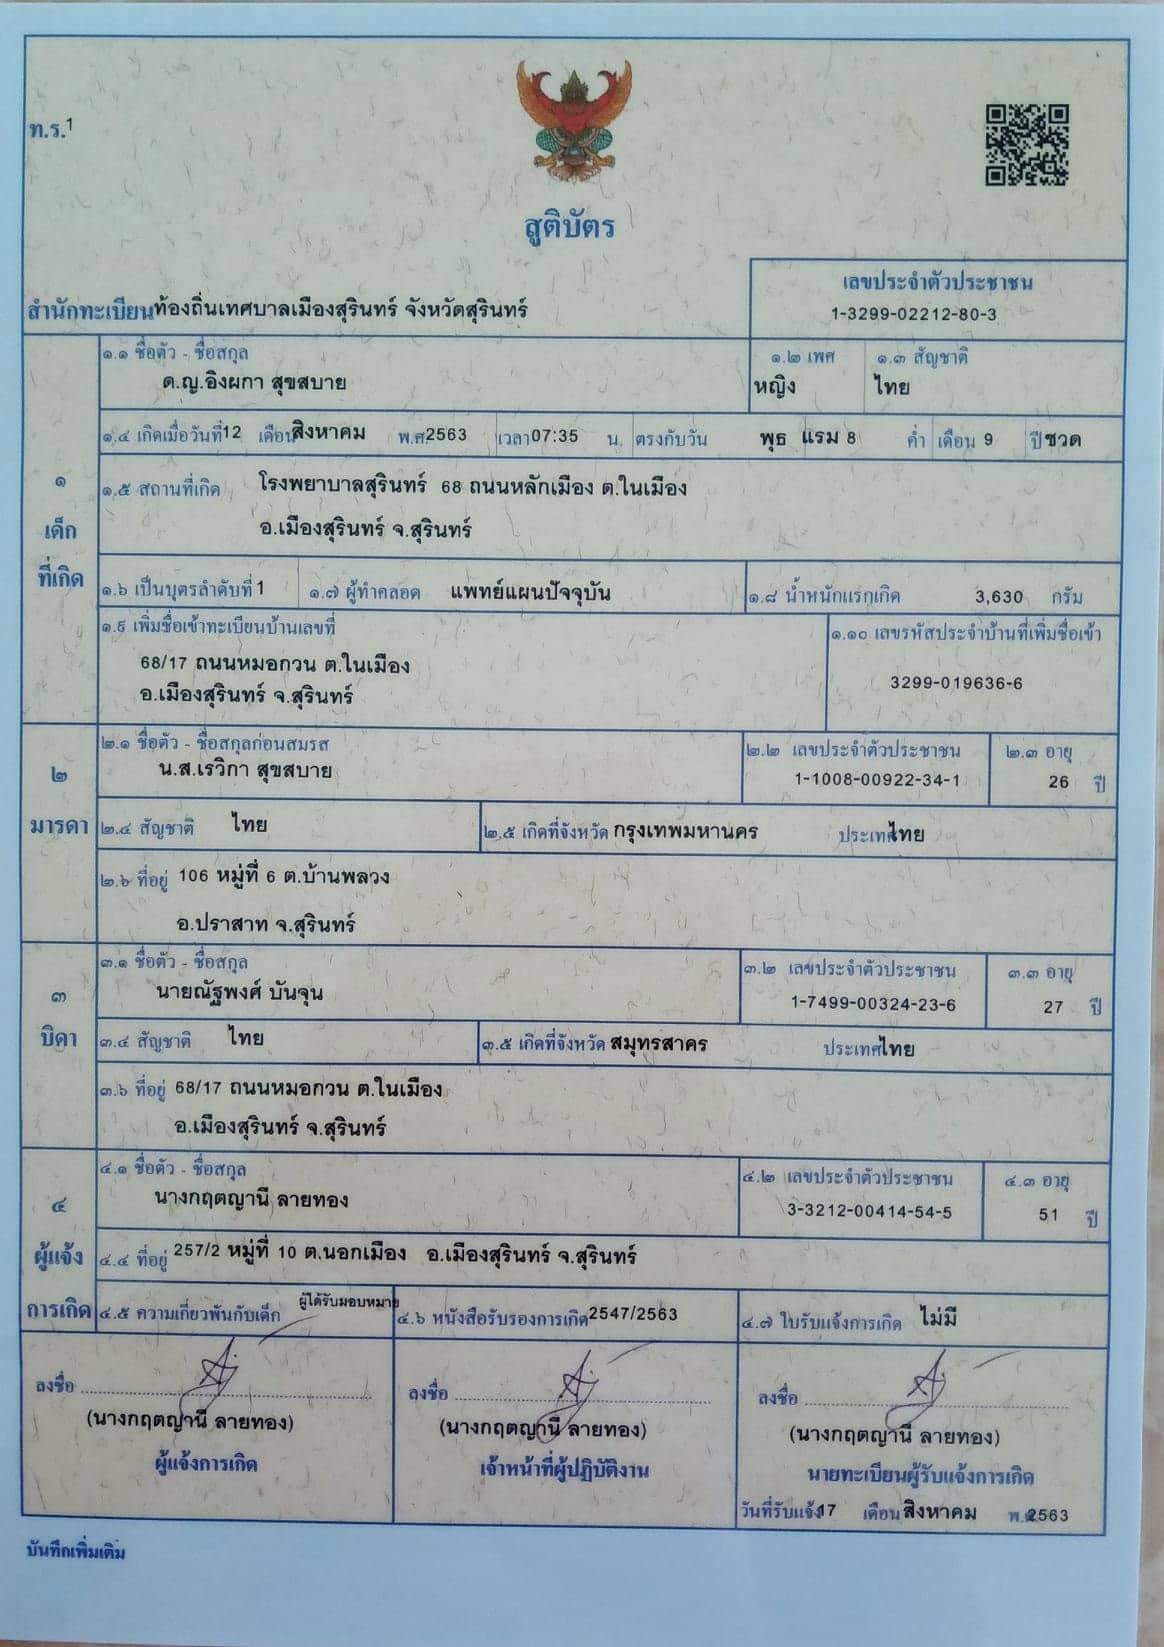 ท.ร.1
สูติบัตร
เลขประจำตัวประชาชน
1-3299-02212-80-3
สำนักทะเบียนท้องถิ่นเทศบาลเมืองสุรินทร์ จังหวัดสุรินทร์
๑ เด็กที่เกิด
๑.๑ ชื่อตัว - ชื่อสกุล
ด.ญ.อิงผกา สุขสบาย
๑.๒ เพศ
หญิง
๑.๓ สัญชาติ
ไทย
๑.๔ เกิดเมื่อวันที่12 เดือนสิงหาคม พ.ศ2563 เวลา07:35 น. ตรงกับวัน พุธ แรม 8 ค่ำ เดือน 9 ปีชวด
๑.๕ สถานที่เกิด โรงพยาบาลสุรินทร์ 68 ถนนหลักเมือง ต.ในเมือง
อ.เมืองสุรินทร์ จ.สุรินทร์
๑.๖ เป็นบุตรลำดับที่1 ๑.๗ ผู้ทำคลอด แพทย์แผนปัจจุบัน ๑.๘ น้ำหนักแรกเกิด 3,630 กรัม
๑.๙ เพิ่มชื่อเข้าทะเบียนบ้านเลขที่
68/17 ถนนหมอกวน ต.ในเมือง
อ.เมืองสุรินทร์ จ.สุรินทร์
๑.๑๐ เลขรหัสประจำบ้านที่เพิ่มชื่อเข้า
3299-019636-6
๒ มารดา
๒.๑ ชื่อตัว - ชื่อสกุลก่อนสมรส
น.ส.เรวิกา สุขสบาย
๒.๒ เลขประจำตัวประชาชน
1-1008-00922-34-1
๒.๓ อายุ
26 ปี
๒.๔ สัญชาติ ไทย ๒.๕ เกิดที่จังหวัด กรุงเทพมหานคร ประเทศไทย
๒.๖ ที่อยู่ 106 หมู่ที่ 6 ต.บ้านพลวง
อ.ปราสาท จ.สุรินทร์
๓ บิดา
๓.๑ ชื่อตัว - ชื่อสกุล
นายณัฐพงศ์ บันจุน
๓.๒ เลขประจำตัวประชาชน
1-7499-00324-23-6
๓.๓ อายุ
27 ปี
๓.๔ สัญชาติ ไทย ๓.๕ เกิดที่จังหวัด สมุทรสาคร ประเทศไทย
๓.๖ ที่อยู่ 68/17 ถนนหมอกวน ต.ในเมือง
อ.เมืองสุรินทร์ จ.สุรินทร์
๔ ผู้แจ้งการเกิด
๔.๑ ชื่อตัว - ชื่อสกุล
นางกฤตญานี ลายทอง
๔.๒ เลขประจำตัวประชาชน
3-3212-00414-54-5
๔.๓ อายุ
51 ปี
๔.๔ ที่อยู่ 257/2 หมู่ที่ 10 ต.นอกเมือง อ.เมืองสุรินทร์ จ.สุรินทร์
๔.๕ ความเกี่ยวพันกับเด็ก ผู้ได้รับมอบหมาย ๔.๖ หนังสือรับรองการเกิด2547/2563 ๔.๗ ใบรับแจ้งการเกิด ไม่มี
ลงชื่อ
(นางกฤตญานี ลายทอง)
ผู้แจ้งการเกิด
ลงชื่อ
(นางกฤตญานี ลายทอง)
เจ้าหน้าที่ผู้ปฏิบัติงาน
ลงชื่อ
(นางกฤตญานี ลายทอง)
นายทะเบียนผู้รับแจ้งการเกิด
วันที่รับแจ้ง17 เดือนสิงหาคม พ.ศ.2563
บันทึกเพิ่มเติม